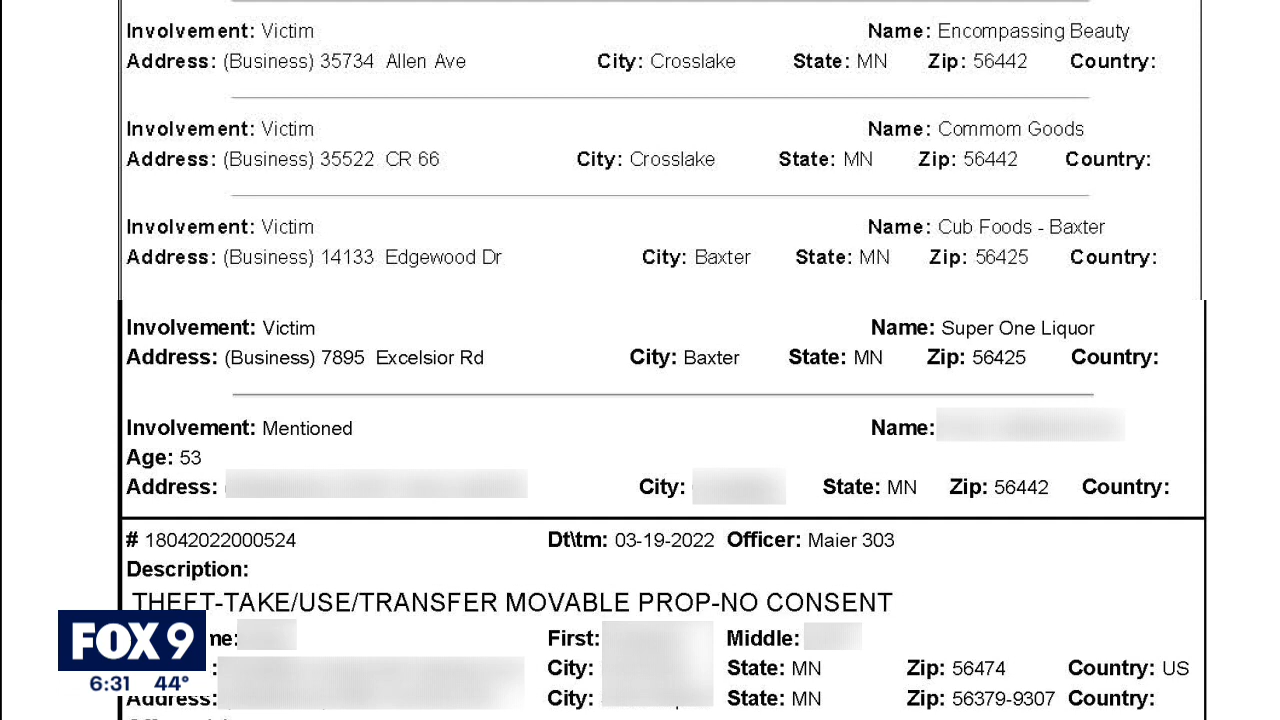 Involvement: Victim Name: Encompassing Beauty
Address: (Business) 35734 Allen Ave City: Crosslake State: MN Zip: 56442 Country:
Involvement: Victim Name: Commom Goods
Address: (Business) 35522 CR 66 City: Crosslake State: MN Zip: 56442 Country:
Involvement: Victim Name: Cub Foods - Baxter
Address: (Business) 14133 Edgewood Dr City: Baxter State: MN Zip: 56425 Country:
Involvement: Victim Name: Super One Liquor
Address: (Business) 7895 Excelsior Rd City: Baxter State: MN Zip: 56425 Country:
Involvement: Mentioned Name:
Age: 53
Address: City: State: MN Zip: 56442 Country:
# 18042022000524 Dt\tm: 03-19-2022 Officer: Maier 303
Description:
THEFT-TAKE/USE/TRANSFER MOVABLE PROP-NO CONSENT
me: First: Middle:
: City: State: MN Zip: 56474 Country: US
Address: City: State: MN Zip: 56379-9307 Country:
FOX 9
6:31 44°